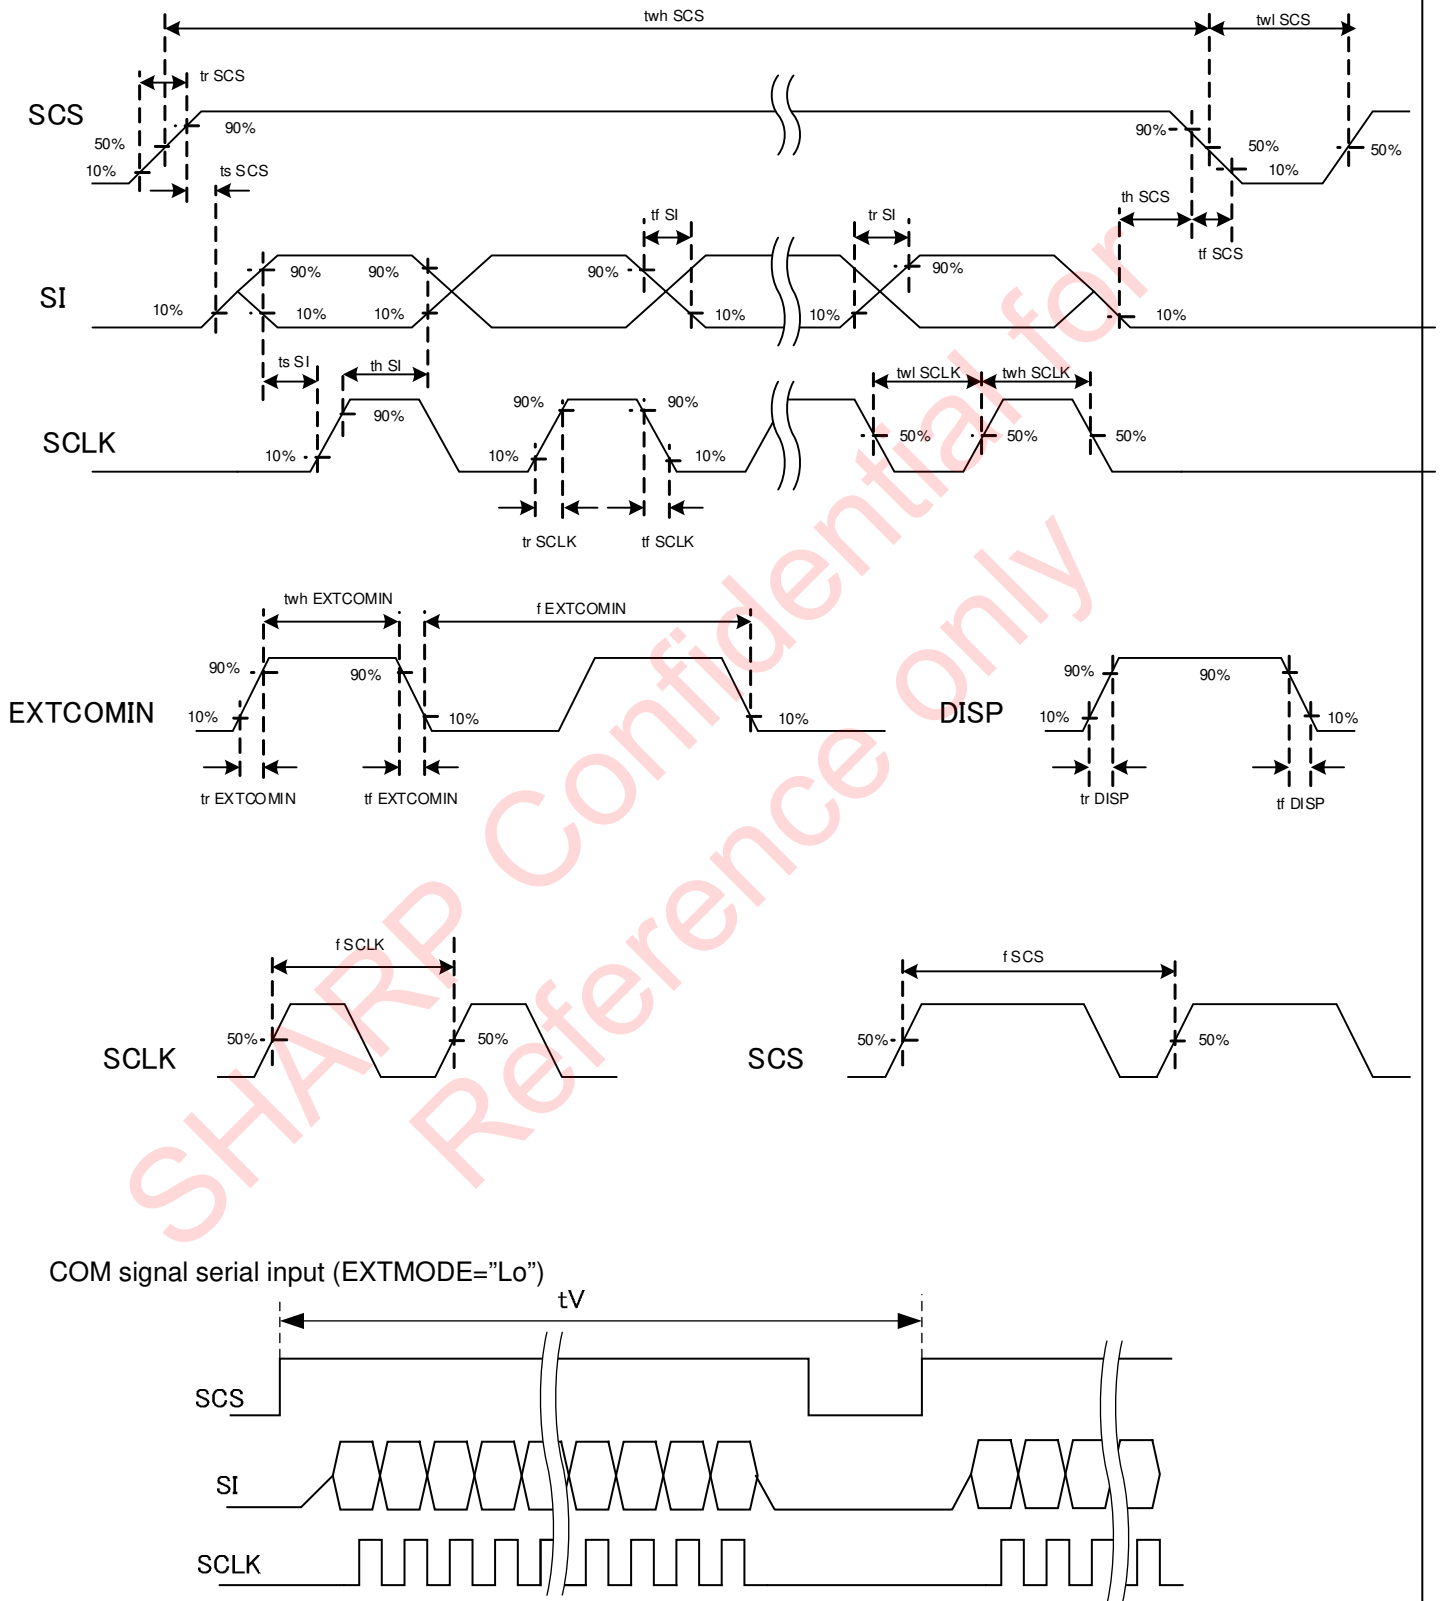 twh SCS
twl SCS
tr SCS
SCS
90%
90%
50%
50%
50%
10%
10%
ts SCS
th SCS
tf SI
tr SI
tf SCS
90%
90%
90%
90%
SI
10%
10%
10%
10%
10%
10%
ts SI
th SI
twl SCLK
twh SCLK
90%
90%
90%
SCLK
50%
50%
50%
10%
10%
10%
tr SCLK
tf SCLK
twh EXTCOMIN
f EXTCOMIN
90%
90%
90%
90%
EXTCOMIN
10%
10%
10%
DISP
10%
10%
tr EXTCOMIN
tf EXTCOMIN
tr DISP
tf DISP
f SCLK
f SCS
SCLK
50%
50%
SCS
50%
50%
SHARP Confidential for
Reference only
COM signal serial input (EXTMODE=”Lo”)
tV
SCS
SI
SCLK